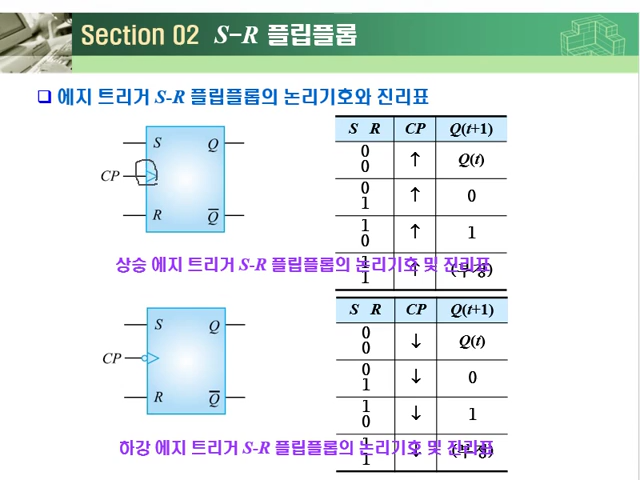 Section 02 S-R 플립플롭
에지 트리거 S-R 플립플롭의 논리기호와 진리표
S Q
CP
R Q̅
S R CP Q(t+1)
0 0 ↑ Q(t)
0 1 ↑ 0
1 0 ↑ 1
1 1 ↑ (부정)
상승 에지 트리거 S-R 플립플롭의 논리기호 및 진리표
S Q
CP
R Q̅
S R CP Q(t+1)
0 0 ↓ Q(t)
0 1 ↓ 0
1 0 ↓ 1
1 1 ↓ (부정)
하강 에지 트리거 S-R 플립플롭의 논리기호 및 진리표